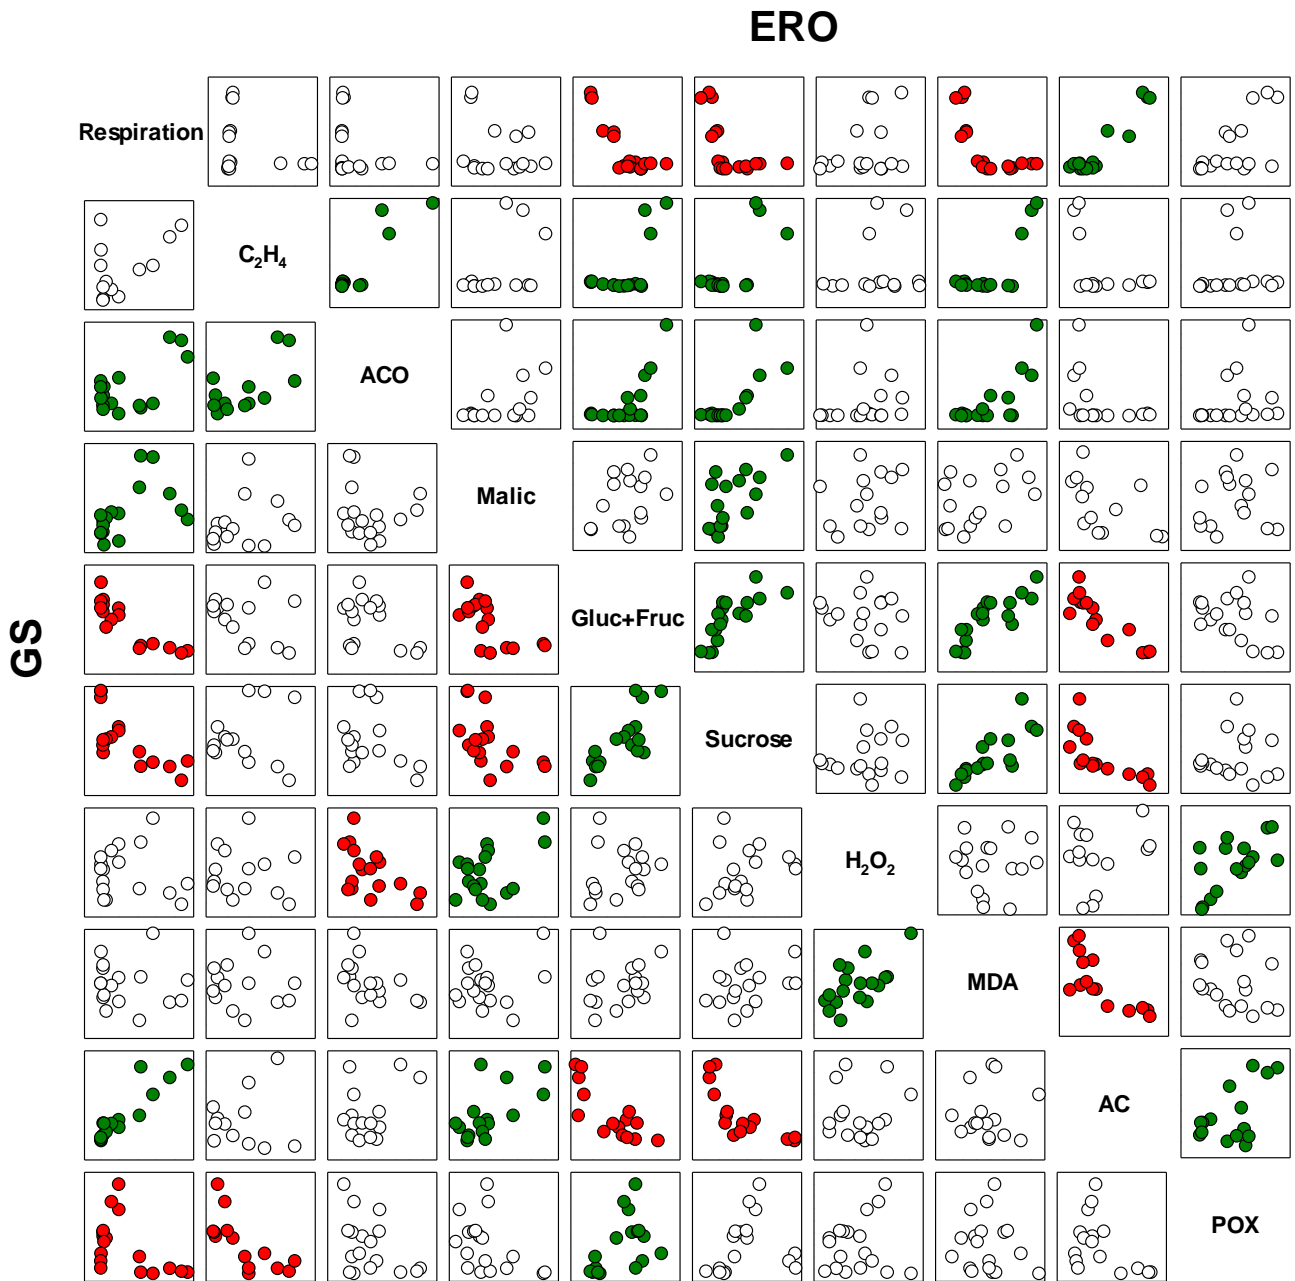 ERO
Respiration
C₂H₄
ACO
Malic
Gluc+Fruc
GS
Sucrose
H₂O₂
MDA
AC
POX